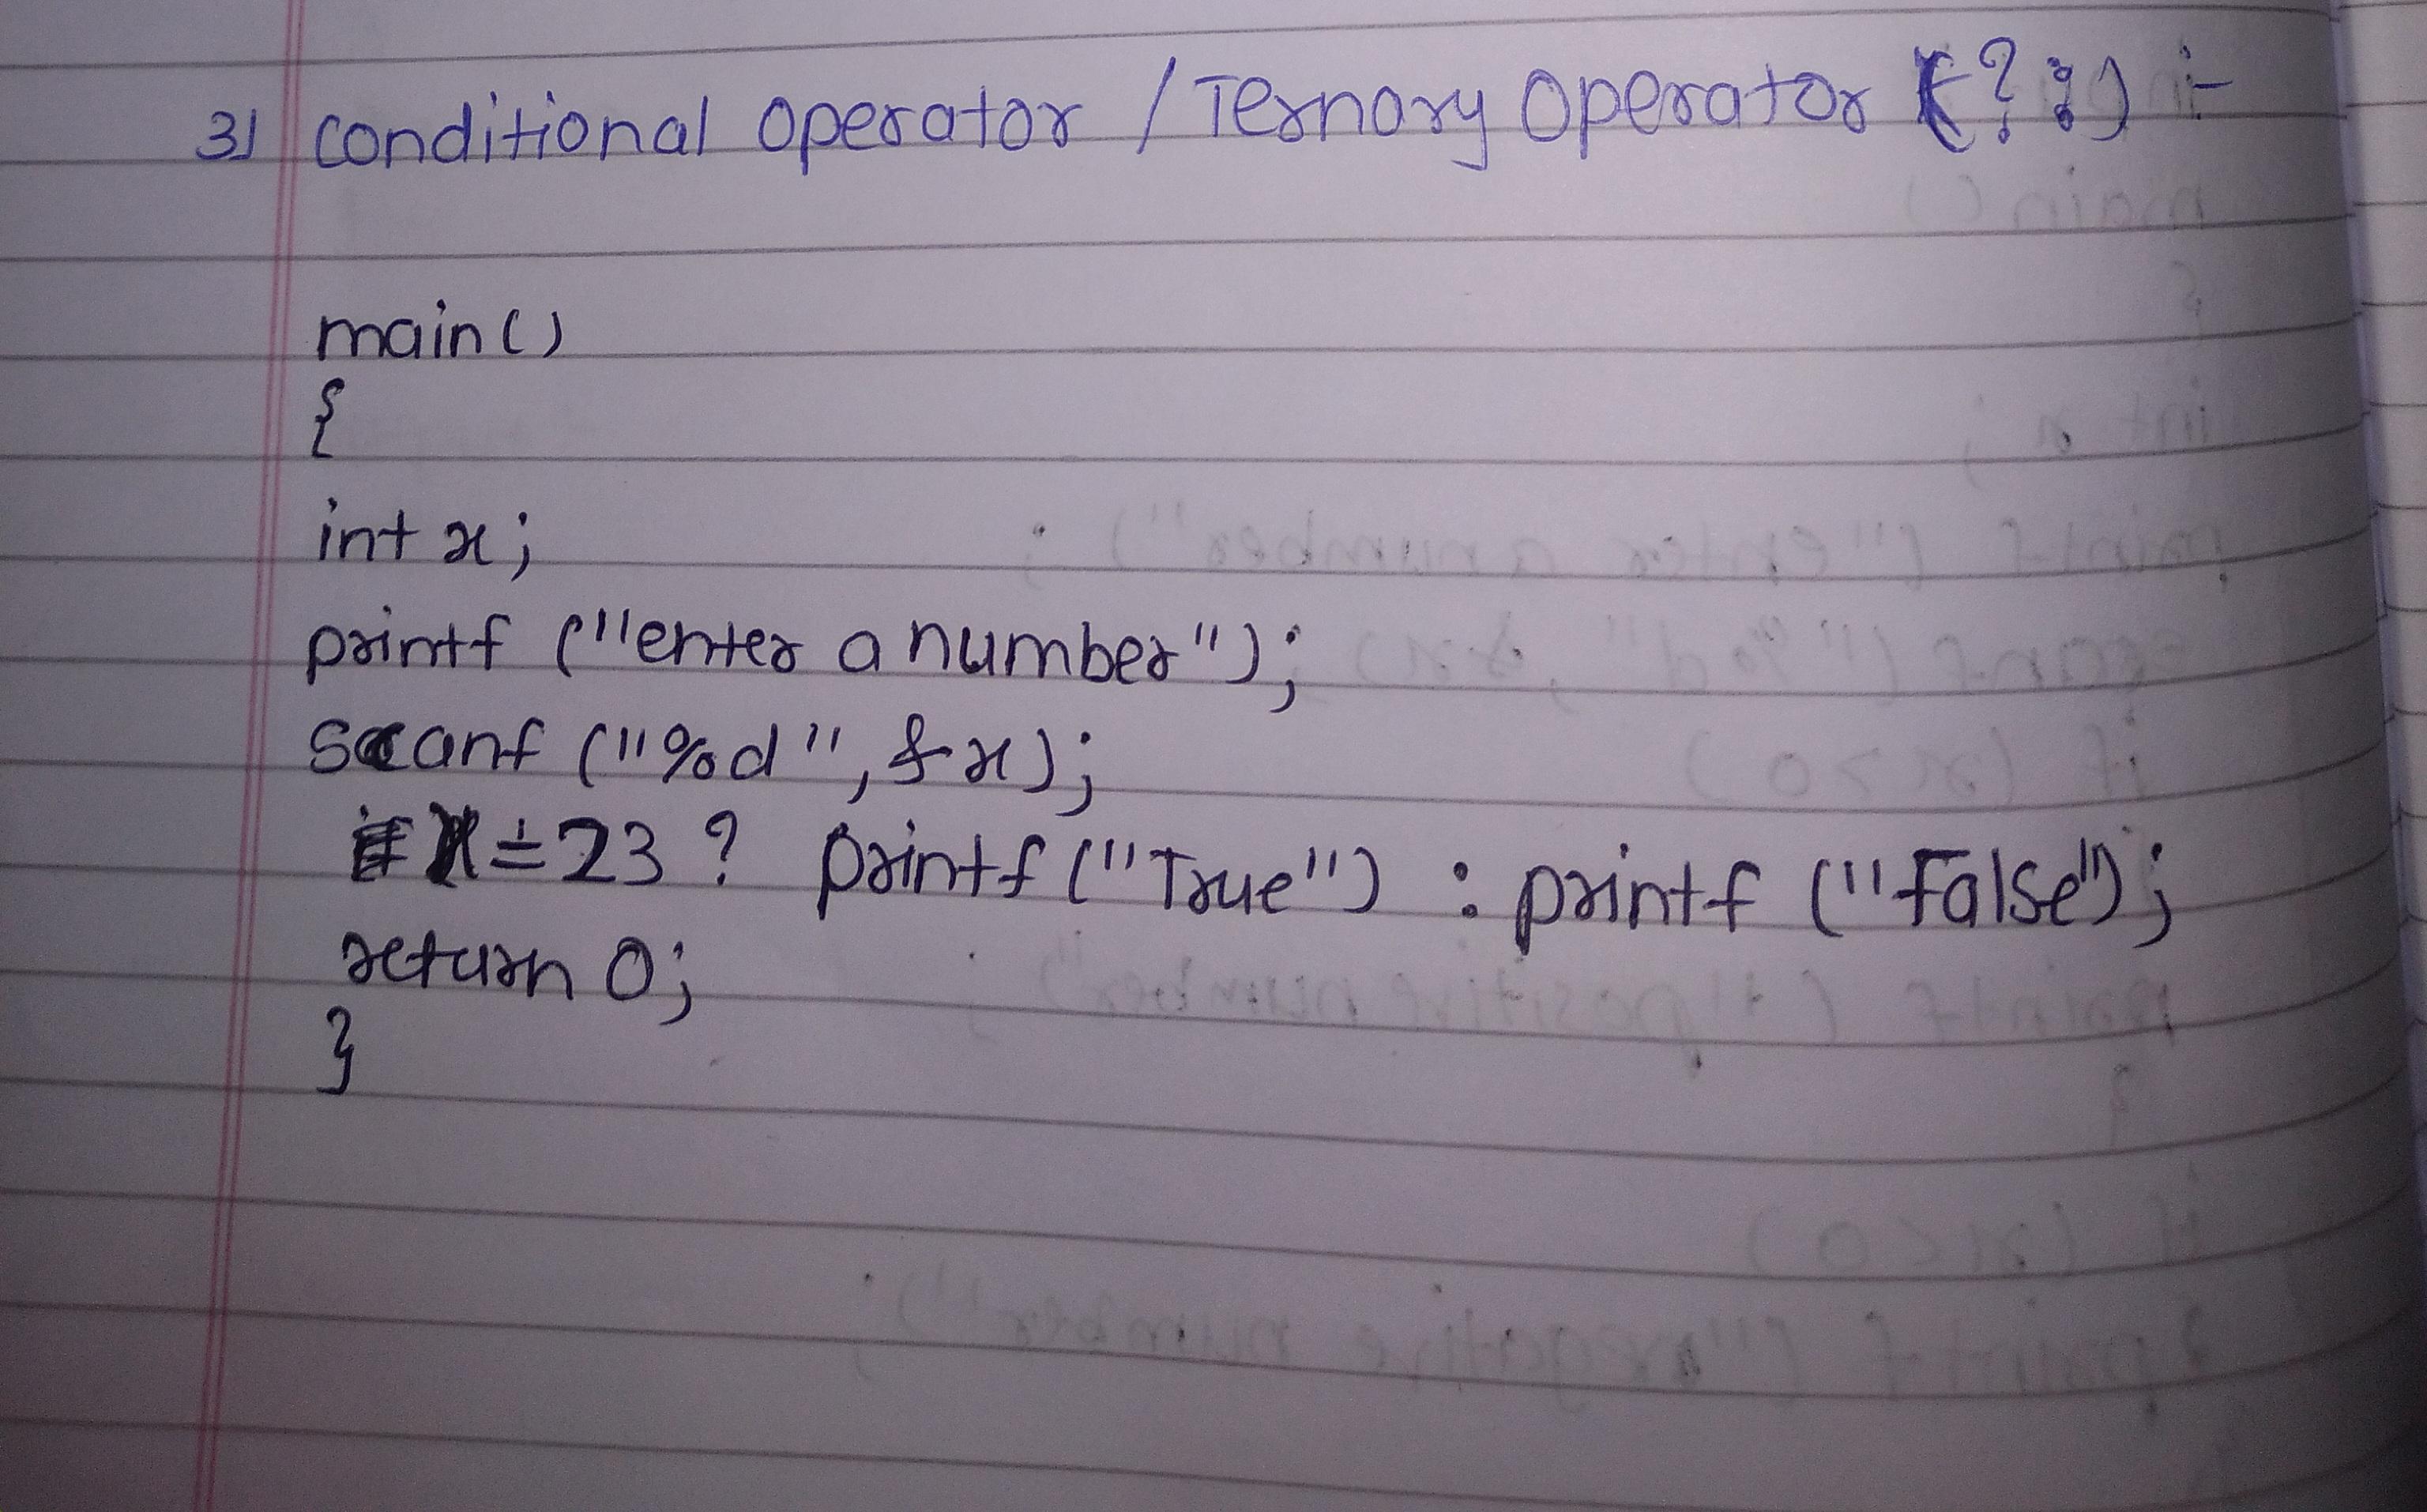 3) Conditional Operator / Ternary Operator (? :) :-
main()
{
int x;
printf ("enter a number");
scanf ("%d", &x);
x = 23 ? printf ("True") : printf ("False");
return 0;
}